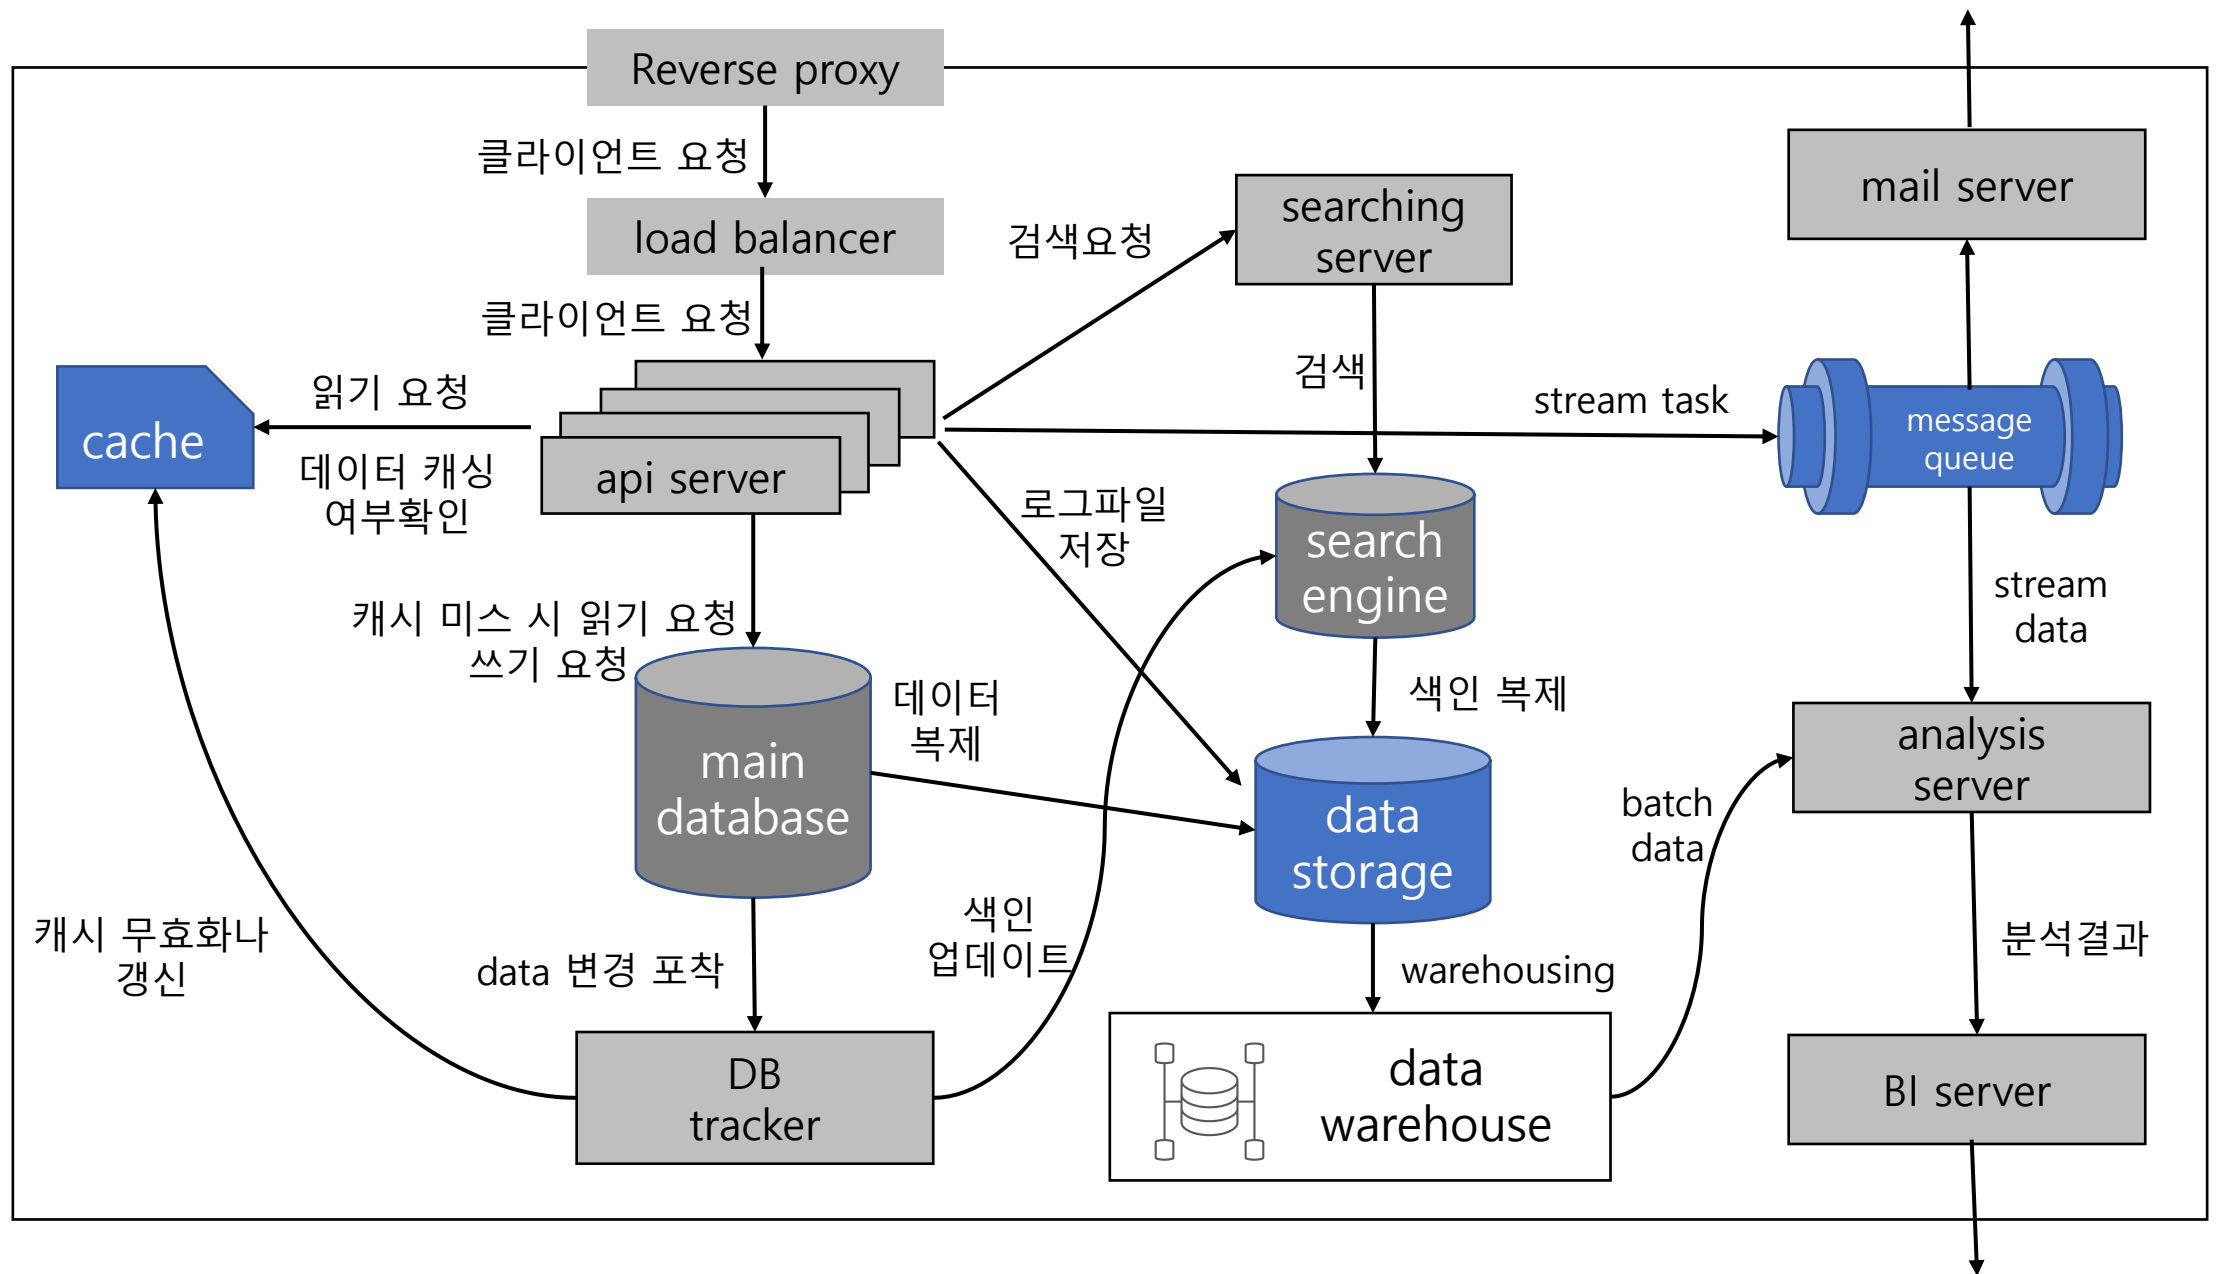 Reverse proxy
클라이언트 요청
load balancer
클라이언트 요청
검색요청
searching
server
mail server
cache
읽기 요청
데이터 캐싱
여부확인
api server
검색
stream task
message
queue
로그파일
저장
search
engine
stream
data
캐시 미스 시 읽기 요청
쓰기 요청
main
database
데이터
복제
색인 복제
data
storage
batch
data
analysis
server
캐시 무효화나
갱신
data 변경 포착
색인
업데이트
warehousing
분석결과
DB
tracker
data
warehouse
BI server